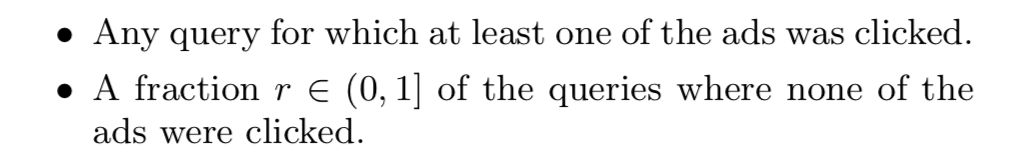 • Any query for which at least one of the ads was clicked.
• A fraction r ∈ (0, 1] of the queries where none of the
ads were clicked.